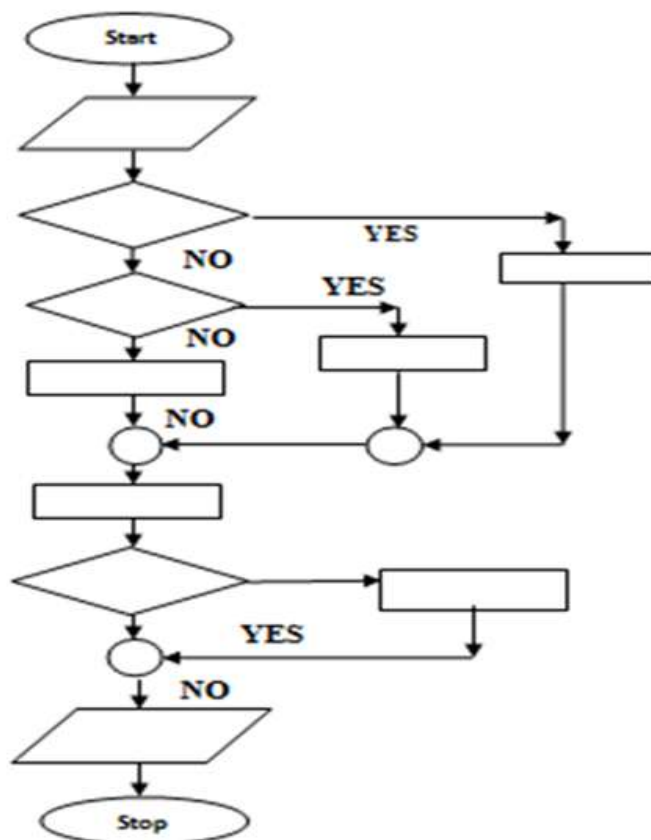 Start
YES
NO
YES
NO
NO
YES
NO
Stop